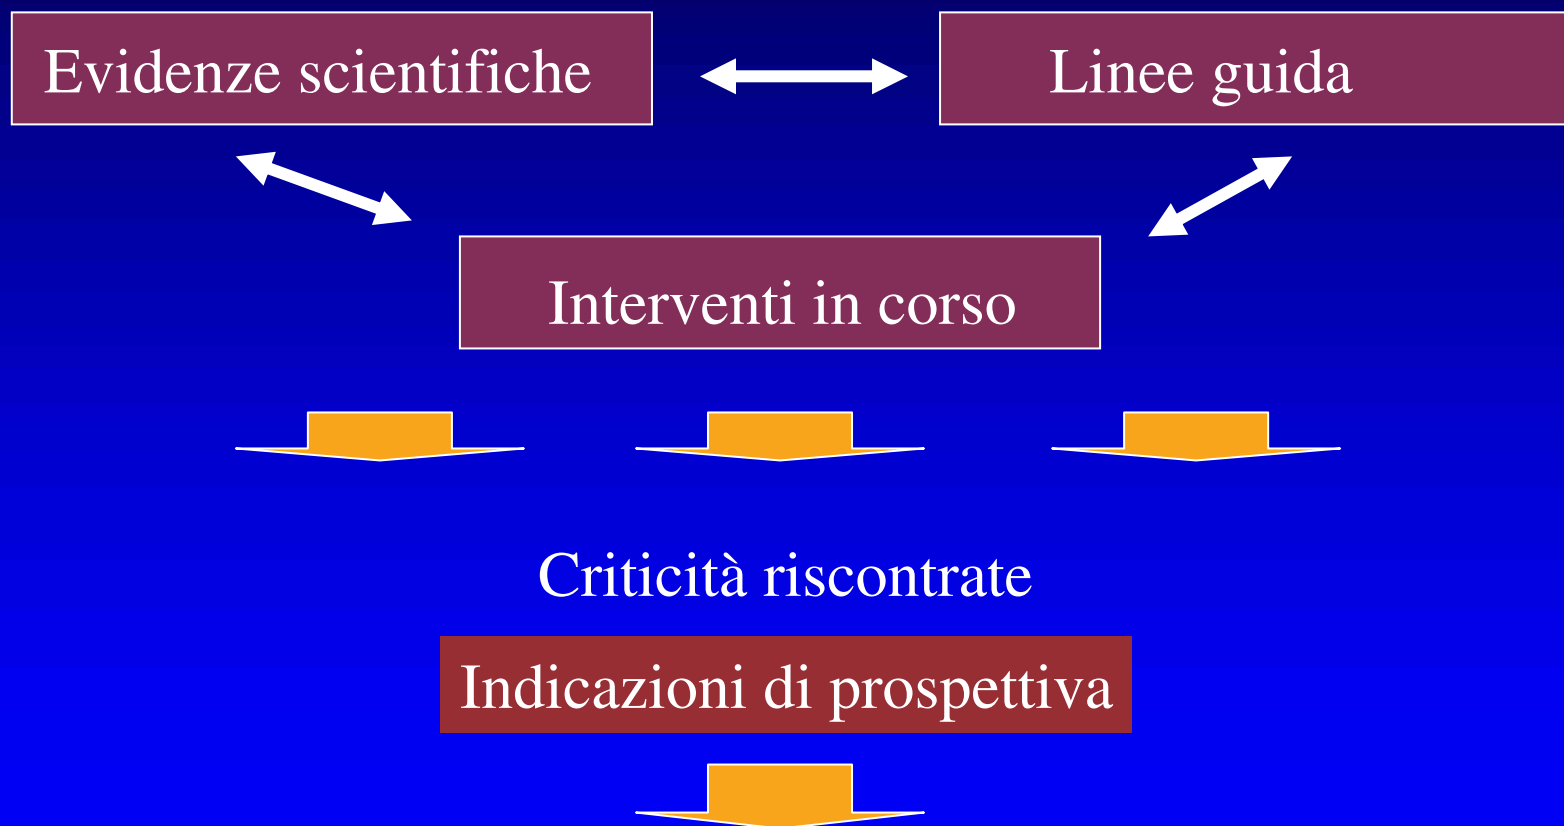 Evidenze scientifiche
Linee guida
Interventi in corso
Criticità riscontrate
Indicazioni di prospettiva